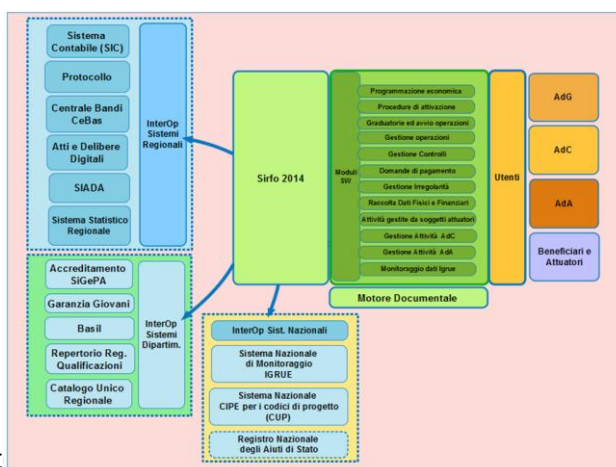 Sistema
Contabile (SIC)
Protocollo
Centrale Bandi
CeBas
Atti e Delibere
Digitali
SIADA
Sistema Statistico
Regionale
InterOp
Sistemi
Regionali
Accreditamento
SiGePA
Garanzia Giovani
Basil
Repertorio Reg.
Qualificazioni
Catalogo Unico
Regionale
InterOp
Sistemi
Dipartim.
Sirfo 2014
Moduli
SW
Programmazione economica
Procedure di attivazione
Graduatorie ed avvio operazioni
Gestione operazioni
Gestione Controlli
Domande di pagamento
Gestione Irregolarità
Raccolta Dati Fisici e Finanziari
Attività gestite da soggetti attuatori
Gestione Attività AdC
Gestione Attività AdA
Monitoraggio dati Igrue
Motore Documentale
Utenti
AdG
AdC
AdA
Beneficiari e
Attuatori
InterOp Sist. Nazionali
Sistema Nazionale
di Monitoraggio
IGRUE
Sistema Nazionale
CIPE per i codici di progetto
(CUP)
Registro Nazionale
degli Aiuti di Stato